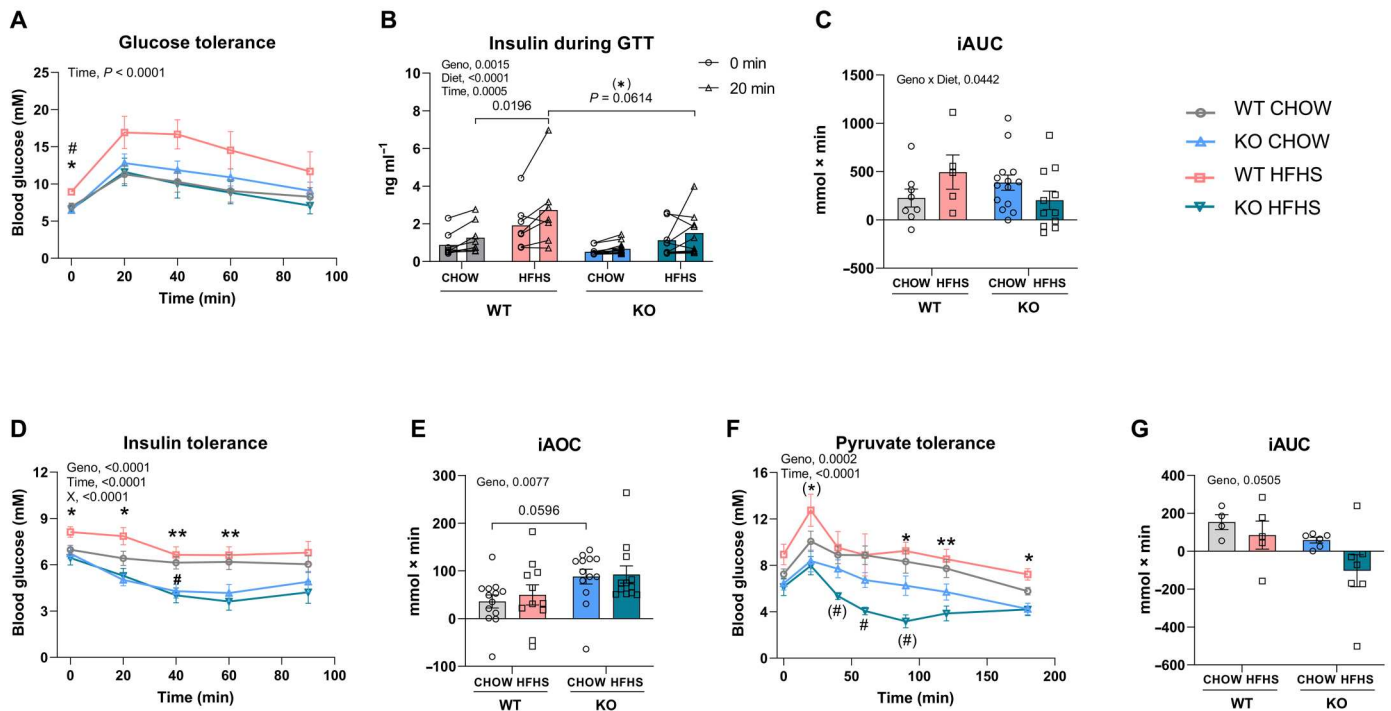 A
Glucose tolerance
Time, P < 0.0001
Blood glucose (mM)
25
20
15
10
5
0
#
*
0 20 40 60 80 100
Time (min)
B
Insulin during GTT
Geno, 0.0015
Diet, <0.0001
Time, 0.0005
0 min
20 min
(*)
P = 0.0614
0.0196
ng ml⁻¹
10
8
6
4
2
0
CHOW HFHS CHOW HFHS
WT KO
C
iAUC
Geno x Diet, 0.0442
mmol × min
1500
1000
500
0
−500
CHOW HFHS CHOW HFHS
WT KO
WT CHOW
KO CHOW
WT HFHS
KO HFHS
D
Insulin tolerance
Geno, <0.0001
Time, <0.0001
X, <0.0001
Blood glucose (mM)
12
9
6
3
0
* * ** **
#
0 20 40 60 80 100
Time (min)
E
iAOC
Geno, 0.0077
0.0596
mmol × min
300
200
100
0
−100
CHOW HFHS CHOW HFHS
WT KO
F
Pyruvate tolerance
Geno, 0.0002
Time, <0.0001
Blood glucose (mM)
16
12
8
4
0
(*)
* ** *
(#) # (#)
0 50 100 150 200
Time (min)
G
iAUC
Geno, 0.0505
mmol × min
400
200
0
−200
−400
−600
CHOW HFHS CHOW HFHS
WT KO